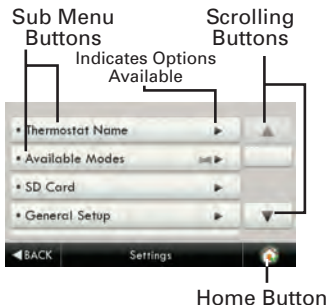 Sub Menu
Buttons
Scrolling
Buttons
Indicates Options
Available
• Thermostat Name
• Available Modes
• SD Card
• General Setup
◀BACK
Settings
Home Button